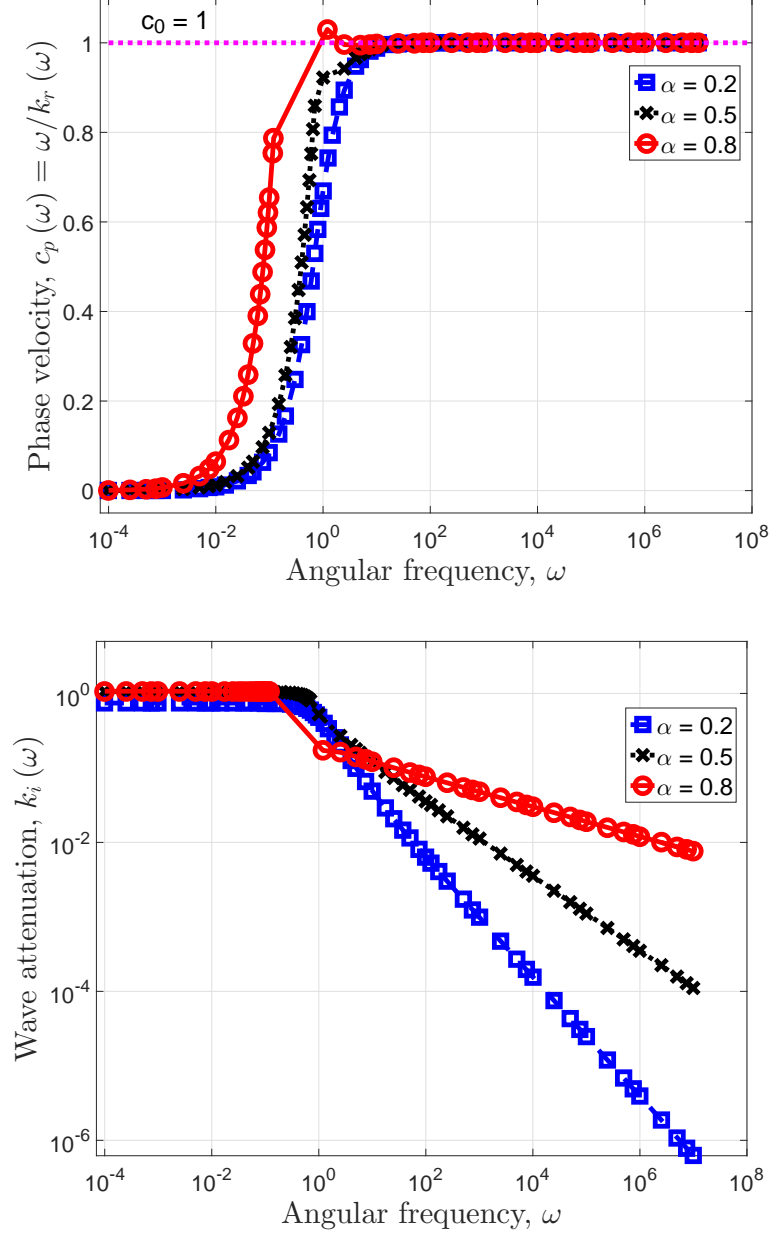 c₀ = 1
1
0.8
0.6
0.4
0.2
0
Phase velocity, cₚ (ω) = ω/kᵣ (ω)
α = 0.2
α = 0.5
α = 0.8
10⁻⁴ 10⁻² 10⁰ 10² 10⁴ 10⁶ 10⁸
Angular frequency, ω
10⁰
10⁻²
10⁻⁴
10⁻⁶
Wave attenuation, kᵢ (ω)
α = 0.2
α = 0.5
α = 0.8
10⁻⁴ 10⁻² 10⁰ 10² 10⁴ 10⁶ 10⁸
Angular frequency, ω